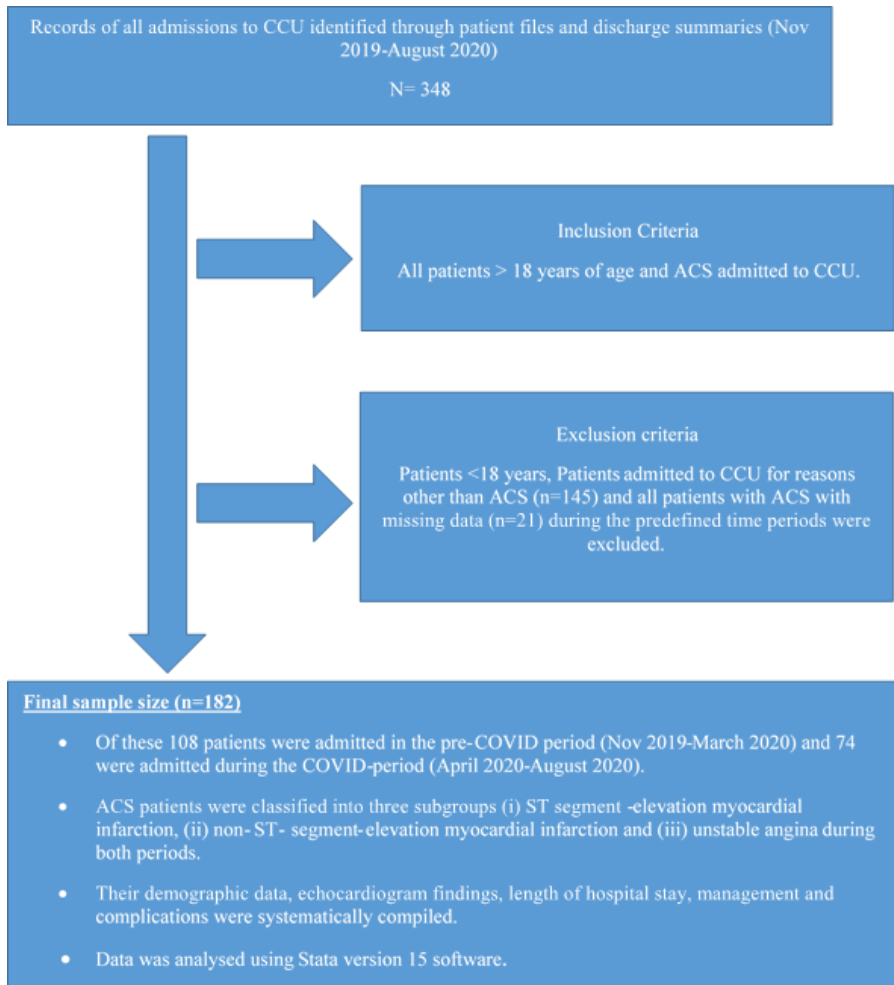 Records of all admissions to CCU identified through patient files and discharge summaries (Nov
2019-August 2020)
N= 348
Inclusion Criteria
All patients > 18 years of age and ACS admitted to CCU.
Exclusion criteria
Patients <18 years, Patients admitted to CCU for reasons
other than ACS (n=145) and all patients with ACS with
missing data (n=21) during the predefined time periods were
excluded.
Final sample size (n=182)
• Of these 108 patients were admitted in the pre-COVID period (Nov 2019-March 2020) and 74
were admitted during the COVID-period (April 2020-August 2020).
• ACS patients were classified into three subgroups (i) ST segment -elevation myocardial
infarction, (ii) non- ST- segment-elevation myocardial infarction and (iii) unstable angina during
both periods.
• Their demographic data, echocardiogram findings, length of hospital stay, management and
complications were systematically compiled.
• Data was analysed using Stata version 15 software.